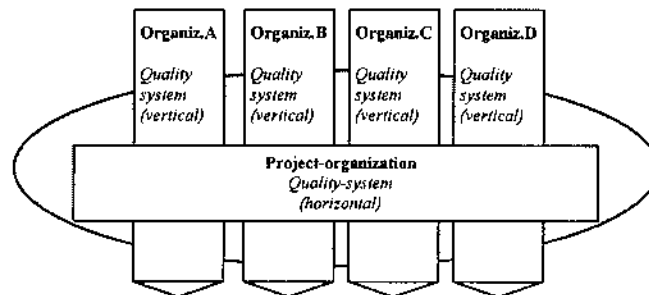 Organiz.A
Quality
system
(vertical)
Organiz.B
Quality
system
(vertical)
Organiz.C
Quality
system
(vertical)
Organiz.D
Quality
system
(vertical)
Project-organization
Quality-system
(horizontal)